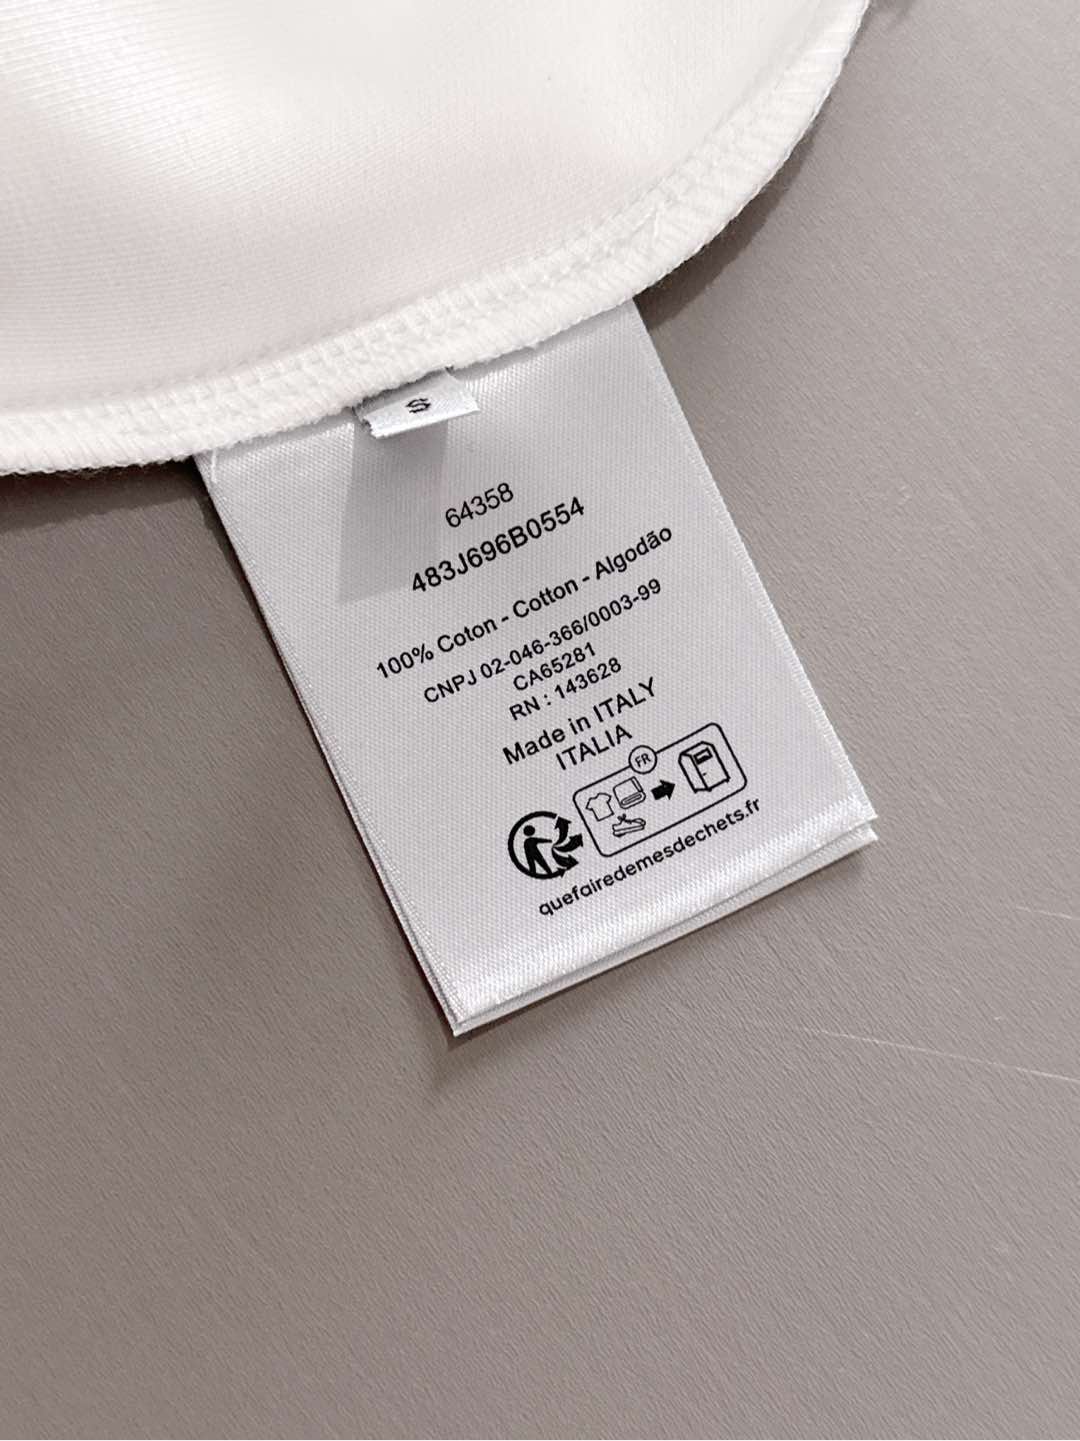 S
64358
483J696B0554
100% Coton - Cotton - Algodão
CNPJ 02-046-366/0003-99
CA65281
RN : 143628
Made in ITALY
ITALIA
FR
quefairedemesdechets.fr